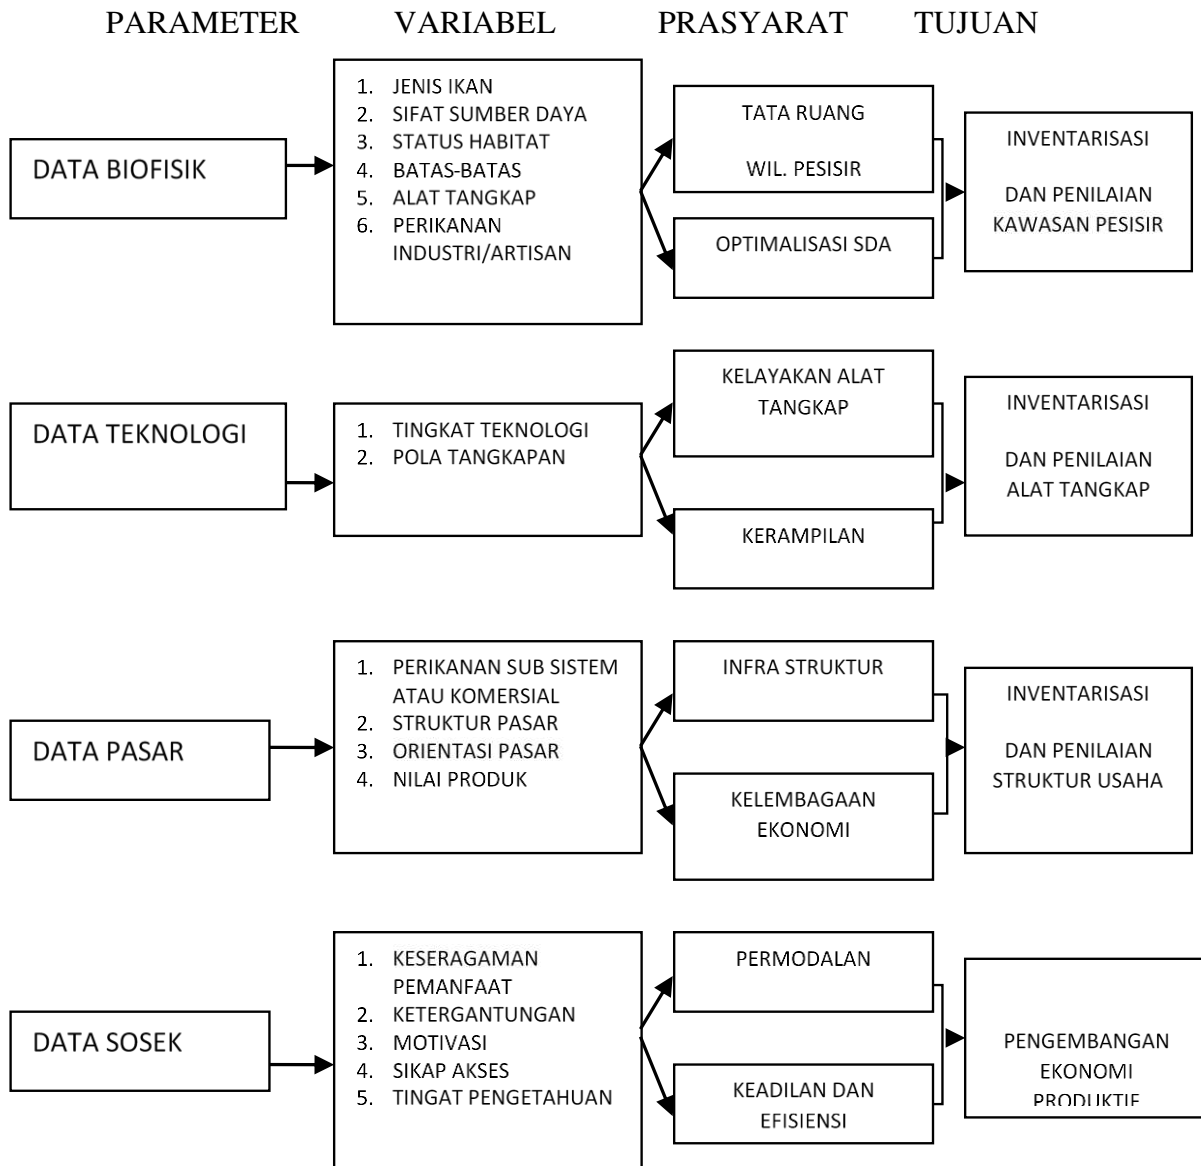 PARAMETER VARIABEL PRASYARAT TUJUAN
DATA BIOFISIK
1. JENIS IKAN
2. SIFAT SUMBER DAYA
3. STATUS HABITAT
4. BATAS-BATAS
5. ALAT TANGKAP
6. PERIKANAN
INDUSTRI/ARTISAN
TATA RUANG
WIL. PESISIR
OPTIMALISASI SDA
INVENTARISASI
DAN PENILAIAN
KAWASAN PESISIR
DATA TEKNOLOGI
1. TINGKAT TEKNOLOGI
2. POLA TANGKAPAN
KELAYAKAN ALAT
TANGKAP
KERAMPILAN
INVENTARISASI
DAN PENILAIAN
ALAT TANGKAP
DATA PASAR
1. PERIKANAN SUB SISTEM
ATAU KOMERSIAL
2. STRUKTUR PASAR
3. ORIENTASI PASAR
4. NILAI PRODUK
INFRA STRUKTUR
KELEMBAGAAN
EKONOMI
INVENTARISASI
DAN PENILAIAN
STRUKTUR USAHA
DATA SOSEK
1. KESERAGAMAN
PEMANFAAT
2. KETERGANTUNGAN
3. MOTIVASI
4. SIKAP AKSES
5. TINGAT PENGETAHUAN
PERMODALAN
KEADILAN DAN
EFISIENSI
PENGEMBANGAN
EKONOMI
PRODUKTIF